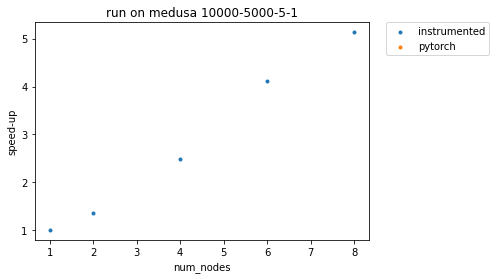 run on medusa 10000-5000-5-1
instrumented
pytorch
5
4
3
2
1
speed-up
1 2 3 4 5 6 7 8
num_nodes